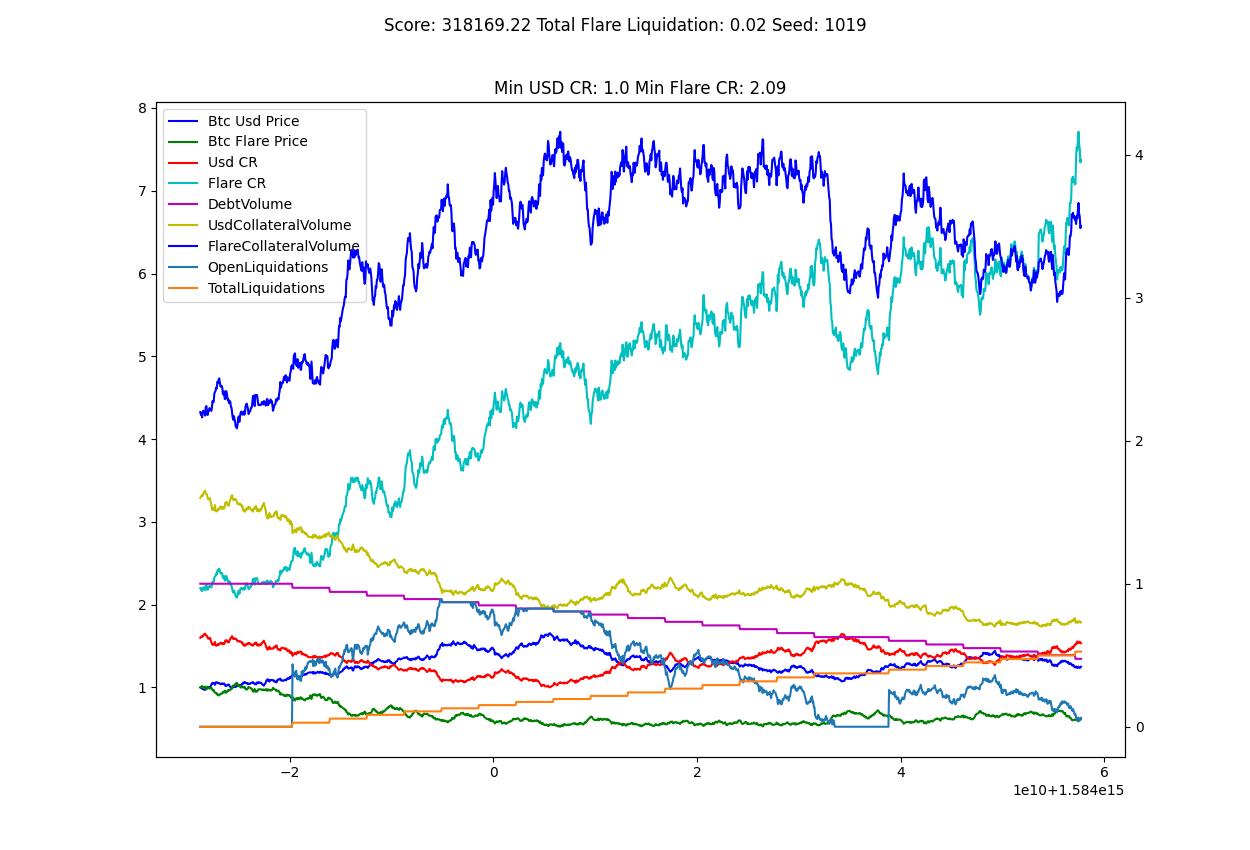 Score: 318169.22 Total Flare Liquidation: 0.02 Seed: 1019
Min USD CR: 1.0 Min Flare CR: 2.09
Btc Usd Price
Btc Flare Price
Usd CR
Flare CR
DebtVolume
UsdCollateralVolume
FlareCollateralVolume
OpenLiquidations
TotalLiquidations
8
7
6
5
4
3
2
1
4
3
2
1
0
−2
0
2
4
6
1e10+1.584e15